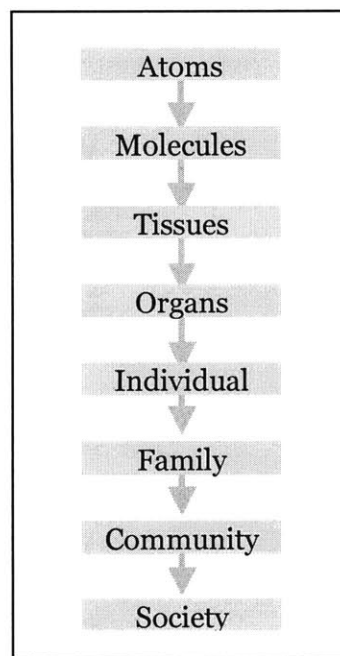 Atoms
Molecules
Tissues
Organs
Individual
Family
Community
Society